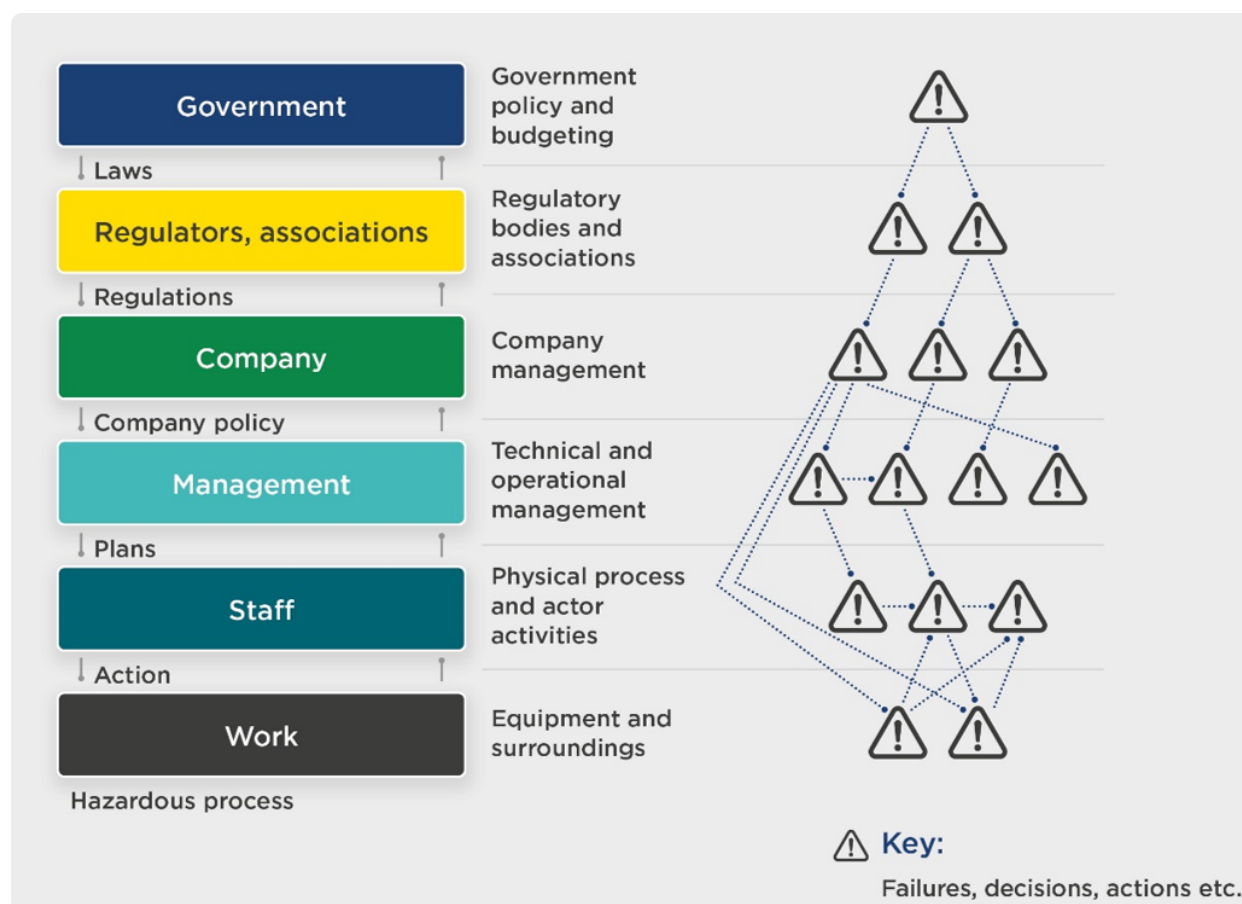 Government
Government
policy and
budgeting
Laws
Regulators, associations
Regulatory
bodies and
associations
Regulations
Company
Company
management
Company policy
Management
Technical and
operational
management
Plans
Staff
Physical process
and actor
activities
Action
Work
Equipment and
surroundings
Hazardous process
Key:
Failures, decisions, actions etc.